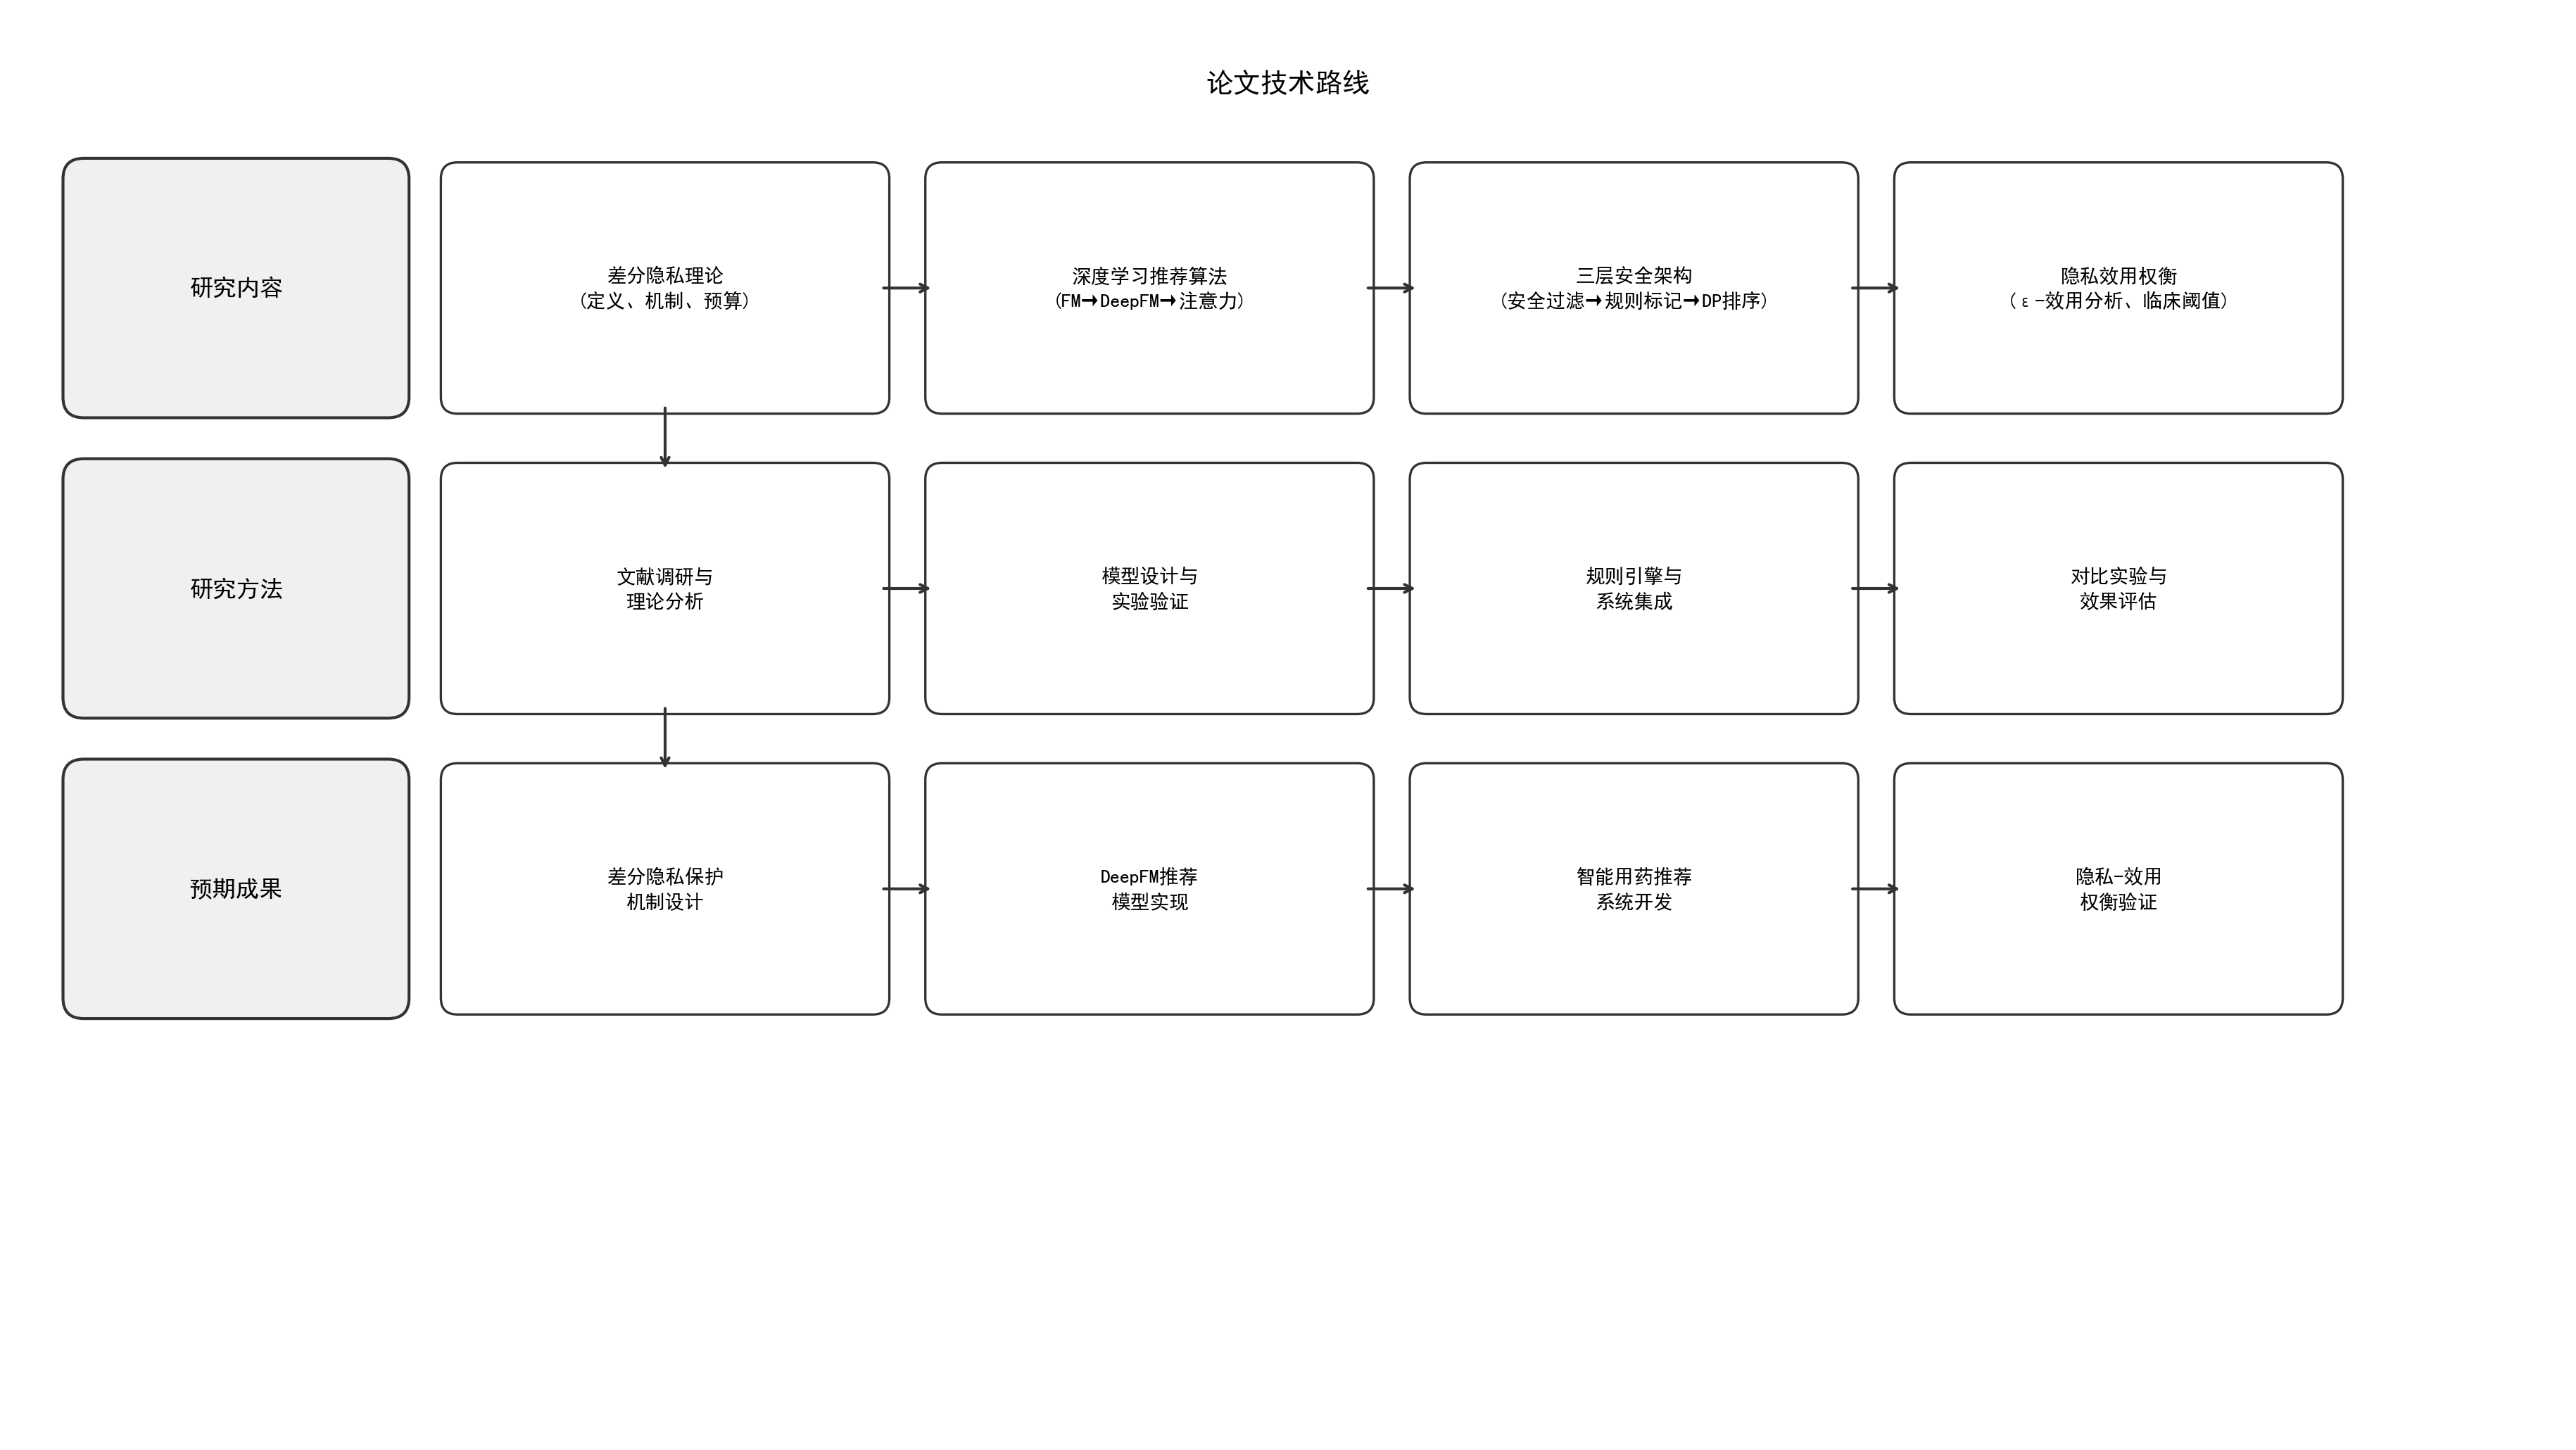 论文技术路线
研究内容
差分隐私理论
（定义、机制、预算）
深度学习推荐算法
（FM→DeepFM→注意力）
三层安全架构
（安全过滤→规则标记→DP排序）
隐私效用权衡
（ε-效用分析、临床阈值）
研究方法
文献调研与
理论分析
模型设计与
实验验证
规则引擎与
系统集成
对比实验与
效果评估
预期成果
差分隐私保护
机制设计
DeepFM推荐
模型实现
智能用药推荐
系统开发
隐私-效用
权衡验证